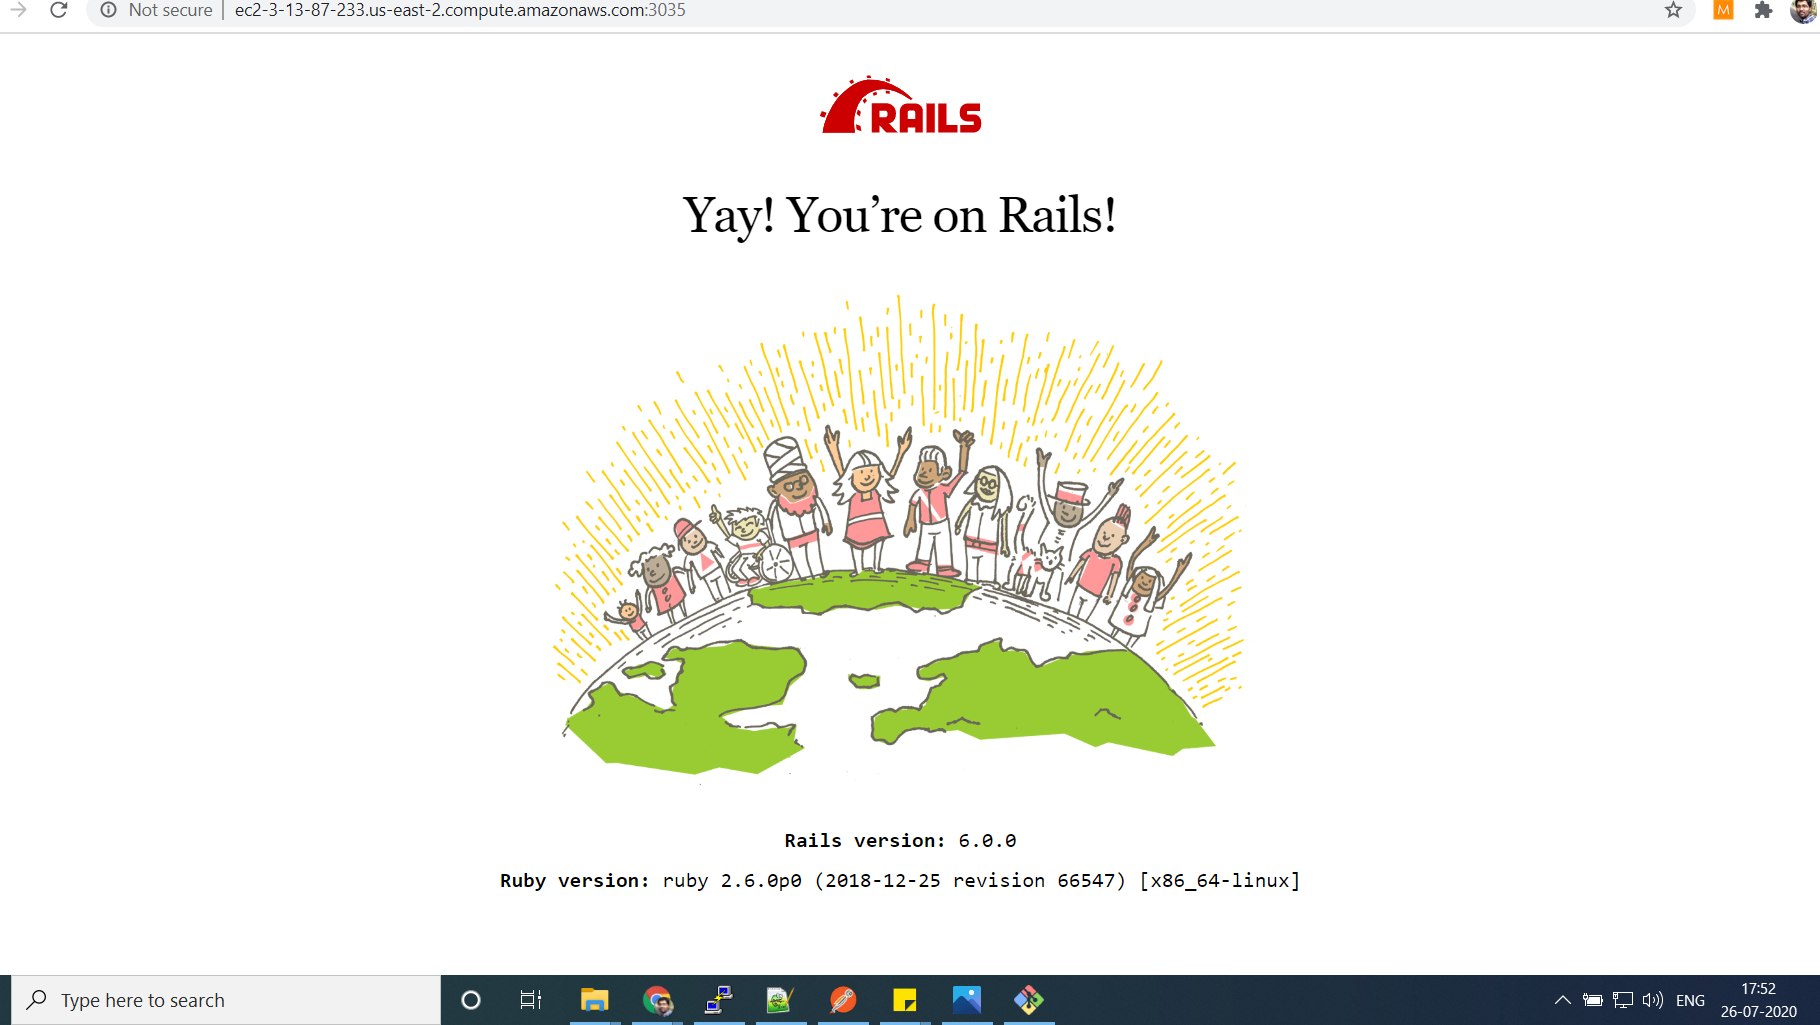 Not secure | ec2-3-13-87-233.us-east-2.compute.amazonaws.com:3035
M
RAILS
Yay! You’re on Rails!
Rails version: 6.0.0
Ruby version: ruby 2.6.0p0 (2018-12-25 revision 66547) [x86_64-linux]
Type here to search
ENG
17:52
26-07-2020